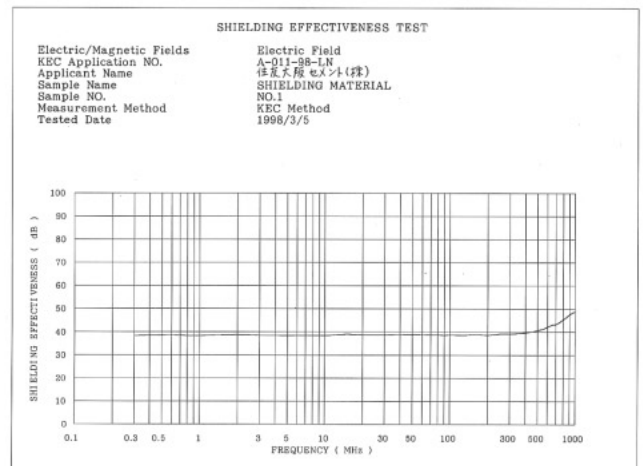 SHIELDING EFFECTIVENESS TEST
Electric/Magnetic Fields Electric Field
KEC Application NO. A-011-98-LN
Applicant Name 住友大阪セメント(株)
Sample Name SHIELDING MATERIAL
Sample NO. NO.1
Measurement Method KEC Method
Tested Date 1998/3/5
SHIELDING EFFECTIVENESS ( dB )
100
90
80
70
60
50
40
30
20
10
0
0.1 0.3 0.5 1 3 5 10 30 50 100 300 500 1000
FREQUENCY ( MHz )